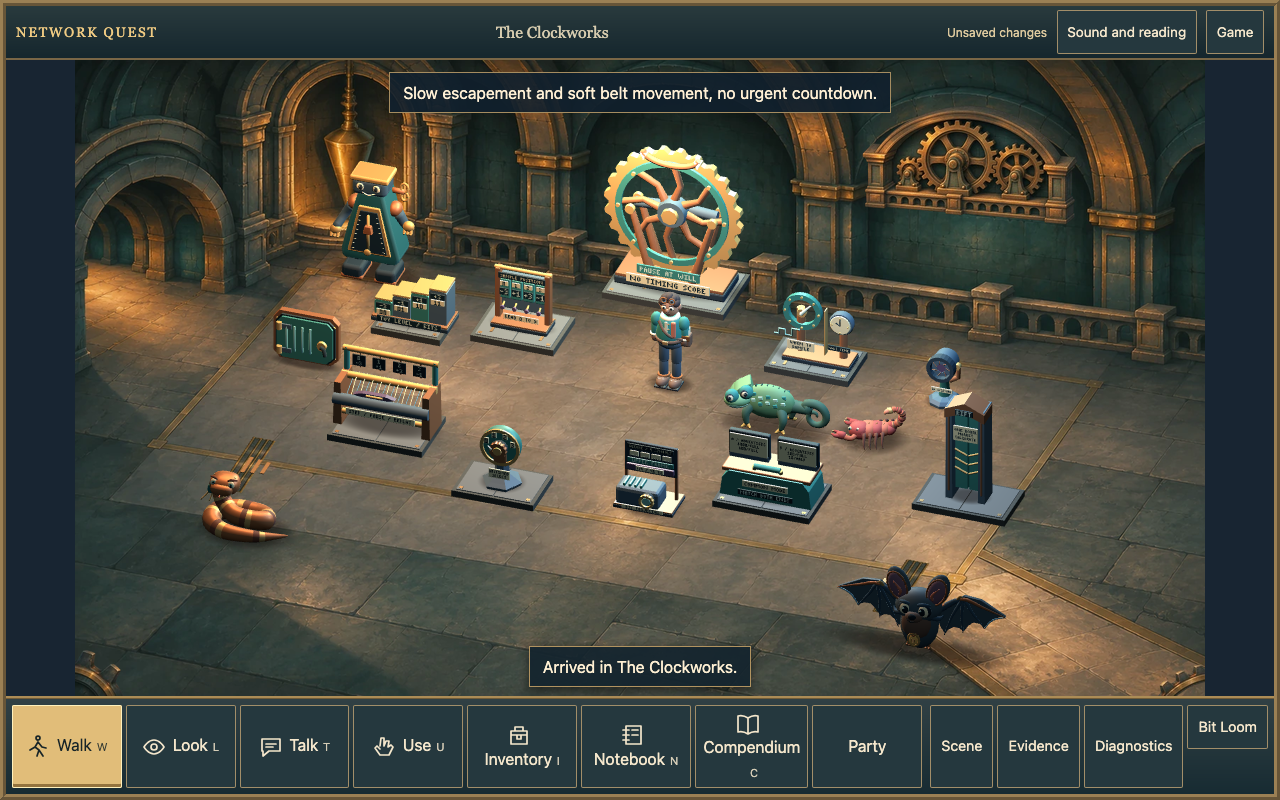 NETWORK QUEST
The Clockworks
Unsaved changes
Sound and reading
Game
Slow escapement and soft belt movement, no urgent countdown.
PAUSE AT WILL
NO TIMING SCORE
Arrived in The Clockworks.
Walk W
Look L
Talk T
Use U
Inventory I
Notebook N
Compendium C
Party
Scene
Evidence
Diagnostics
Bit Loom